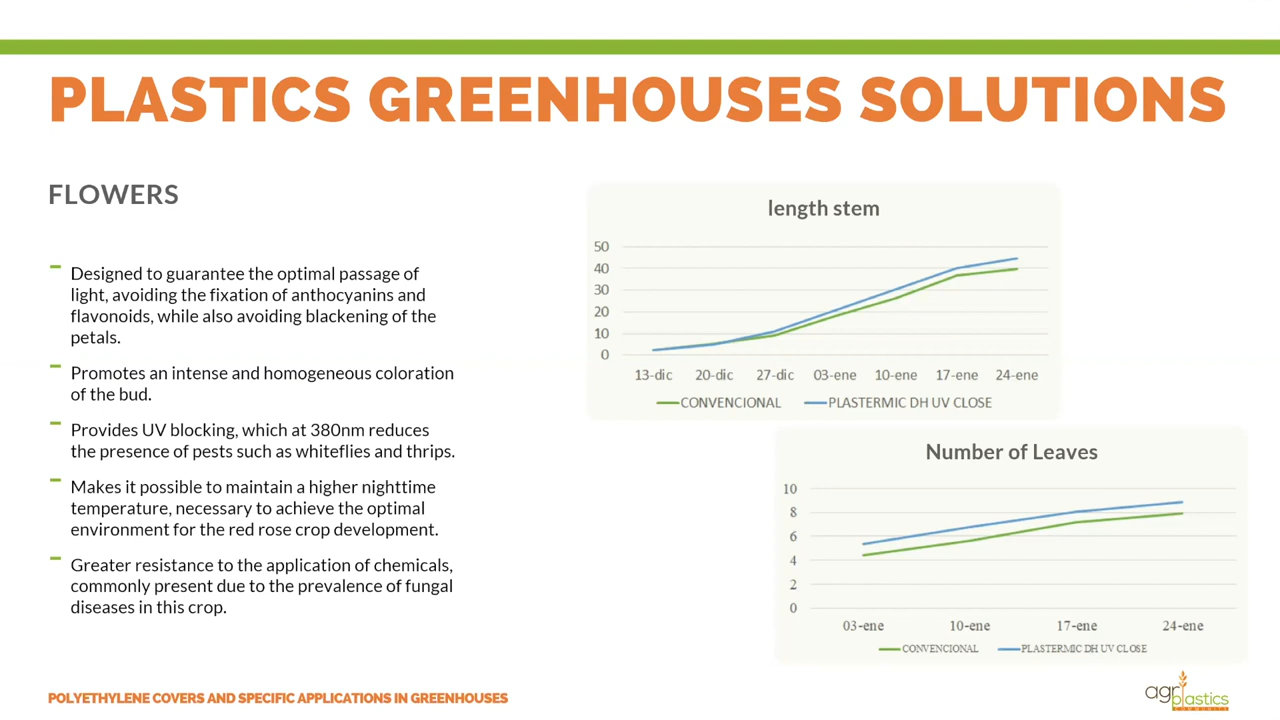 PLASTICS GREENHOUSES SOLUTIONS
FLOWERS
Designed to guarantee the optimal passage of
light, avoiding the fixation of anthocyanins and
flavonoids, while also avoiding blackening of the
petals.
Promotes an intense and homogeneous coloration
of the bud.
Provides UV blocking, which at 380nm reduces
the presence of pests such as whiteflies and thrips.
Makes it possible to maintain a higher nighttime
temperature, necessary to achieve the optimal
environment for the red rose crop development.
Greater resistance to the application of chemicals,
commonly present due to the prevalence of fungal
diseases in this crop.
length stem
50
40
30
20
10
0
13-dic 20-dic 27-dic 03-ene 10-ene 17-ene 24-ene
CONVENCIONAL PLASTERMIC DH UV CLOSE
Number of Leaves
10
8
6
4
2
0
03-ene 10-ene 17-ene 24-ene
CONVENCIONAL PLASTERMIC DH UV CLOSE
POLYETHYLENE COVERS AND SPECIFIC APPLICATIONS IN GREENHOUSES
agriplastics
COMMUNITY